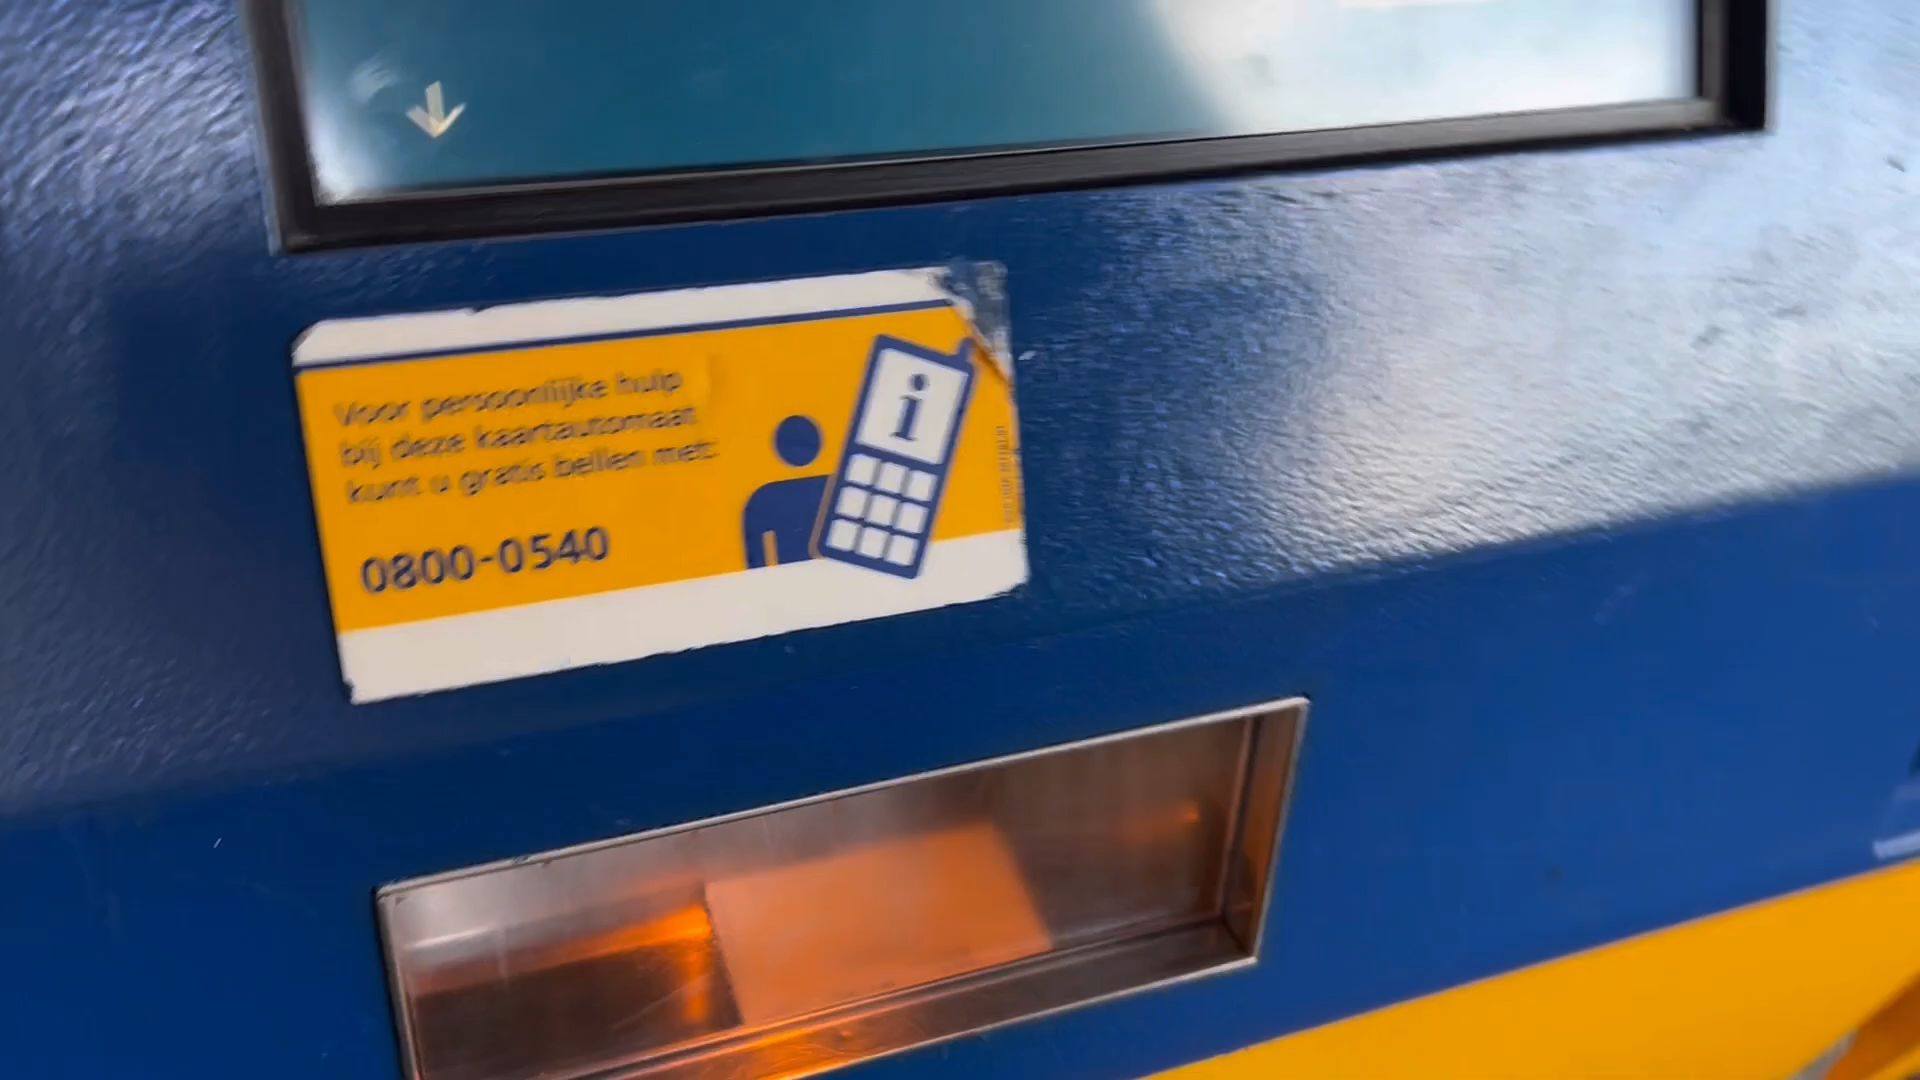 Voor persoonlijke hulp
bij deze kaartautomaat
kunt u gratis bellen met:
0800-0540
i